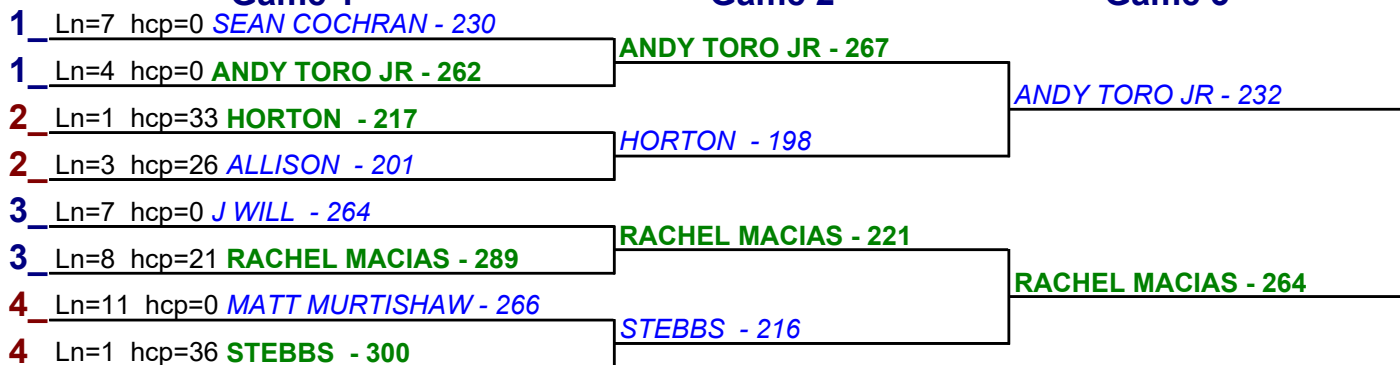 1_ Ln=7 hcp=0 SEAN COCHRAN - 230
1_ Ln=4 hcp=0 ANDY TORO JR - 262
2_ Ln=1 hcp=33 HORTON - 217
2_ Ln=3 hcp=26 ALLISON - 201
3_ Ln=7 hcp=0 J WILL - 264
3_ Ln=8 hcp=21 RACHEL MACIAS - 289
4_ Ln=11 hcp=0 MATT MURTISHAW - 266
4 Ln=1 hcp=36 STEBBS - 300
ANDY TORO JR - 267
HORTON - 198
RACHEL MACIAS - 221
STEBBS - 216
ANDY TORO JR - 232
RACHEL MACIAS - 264